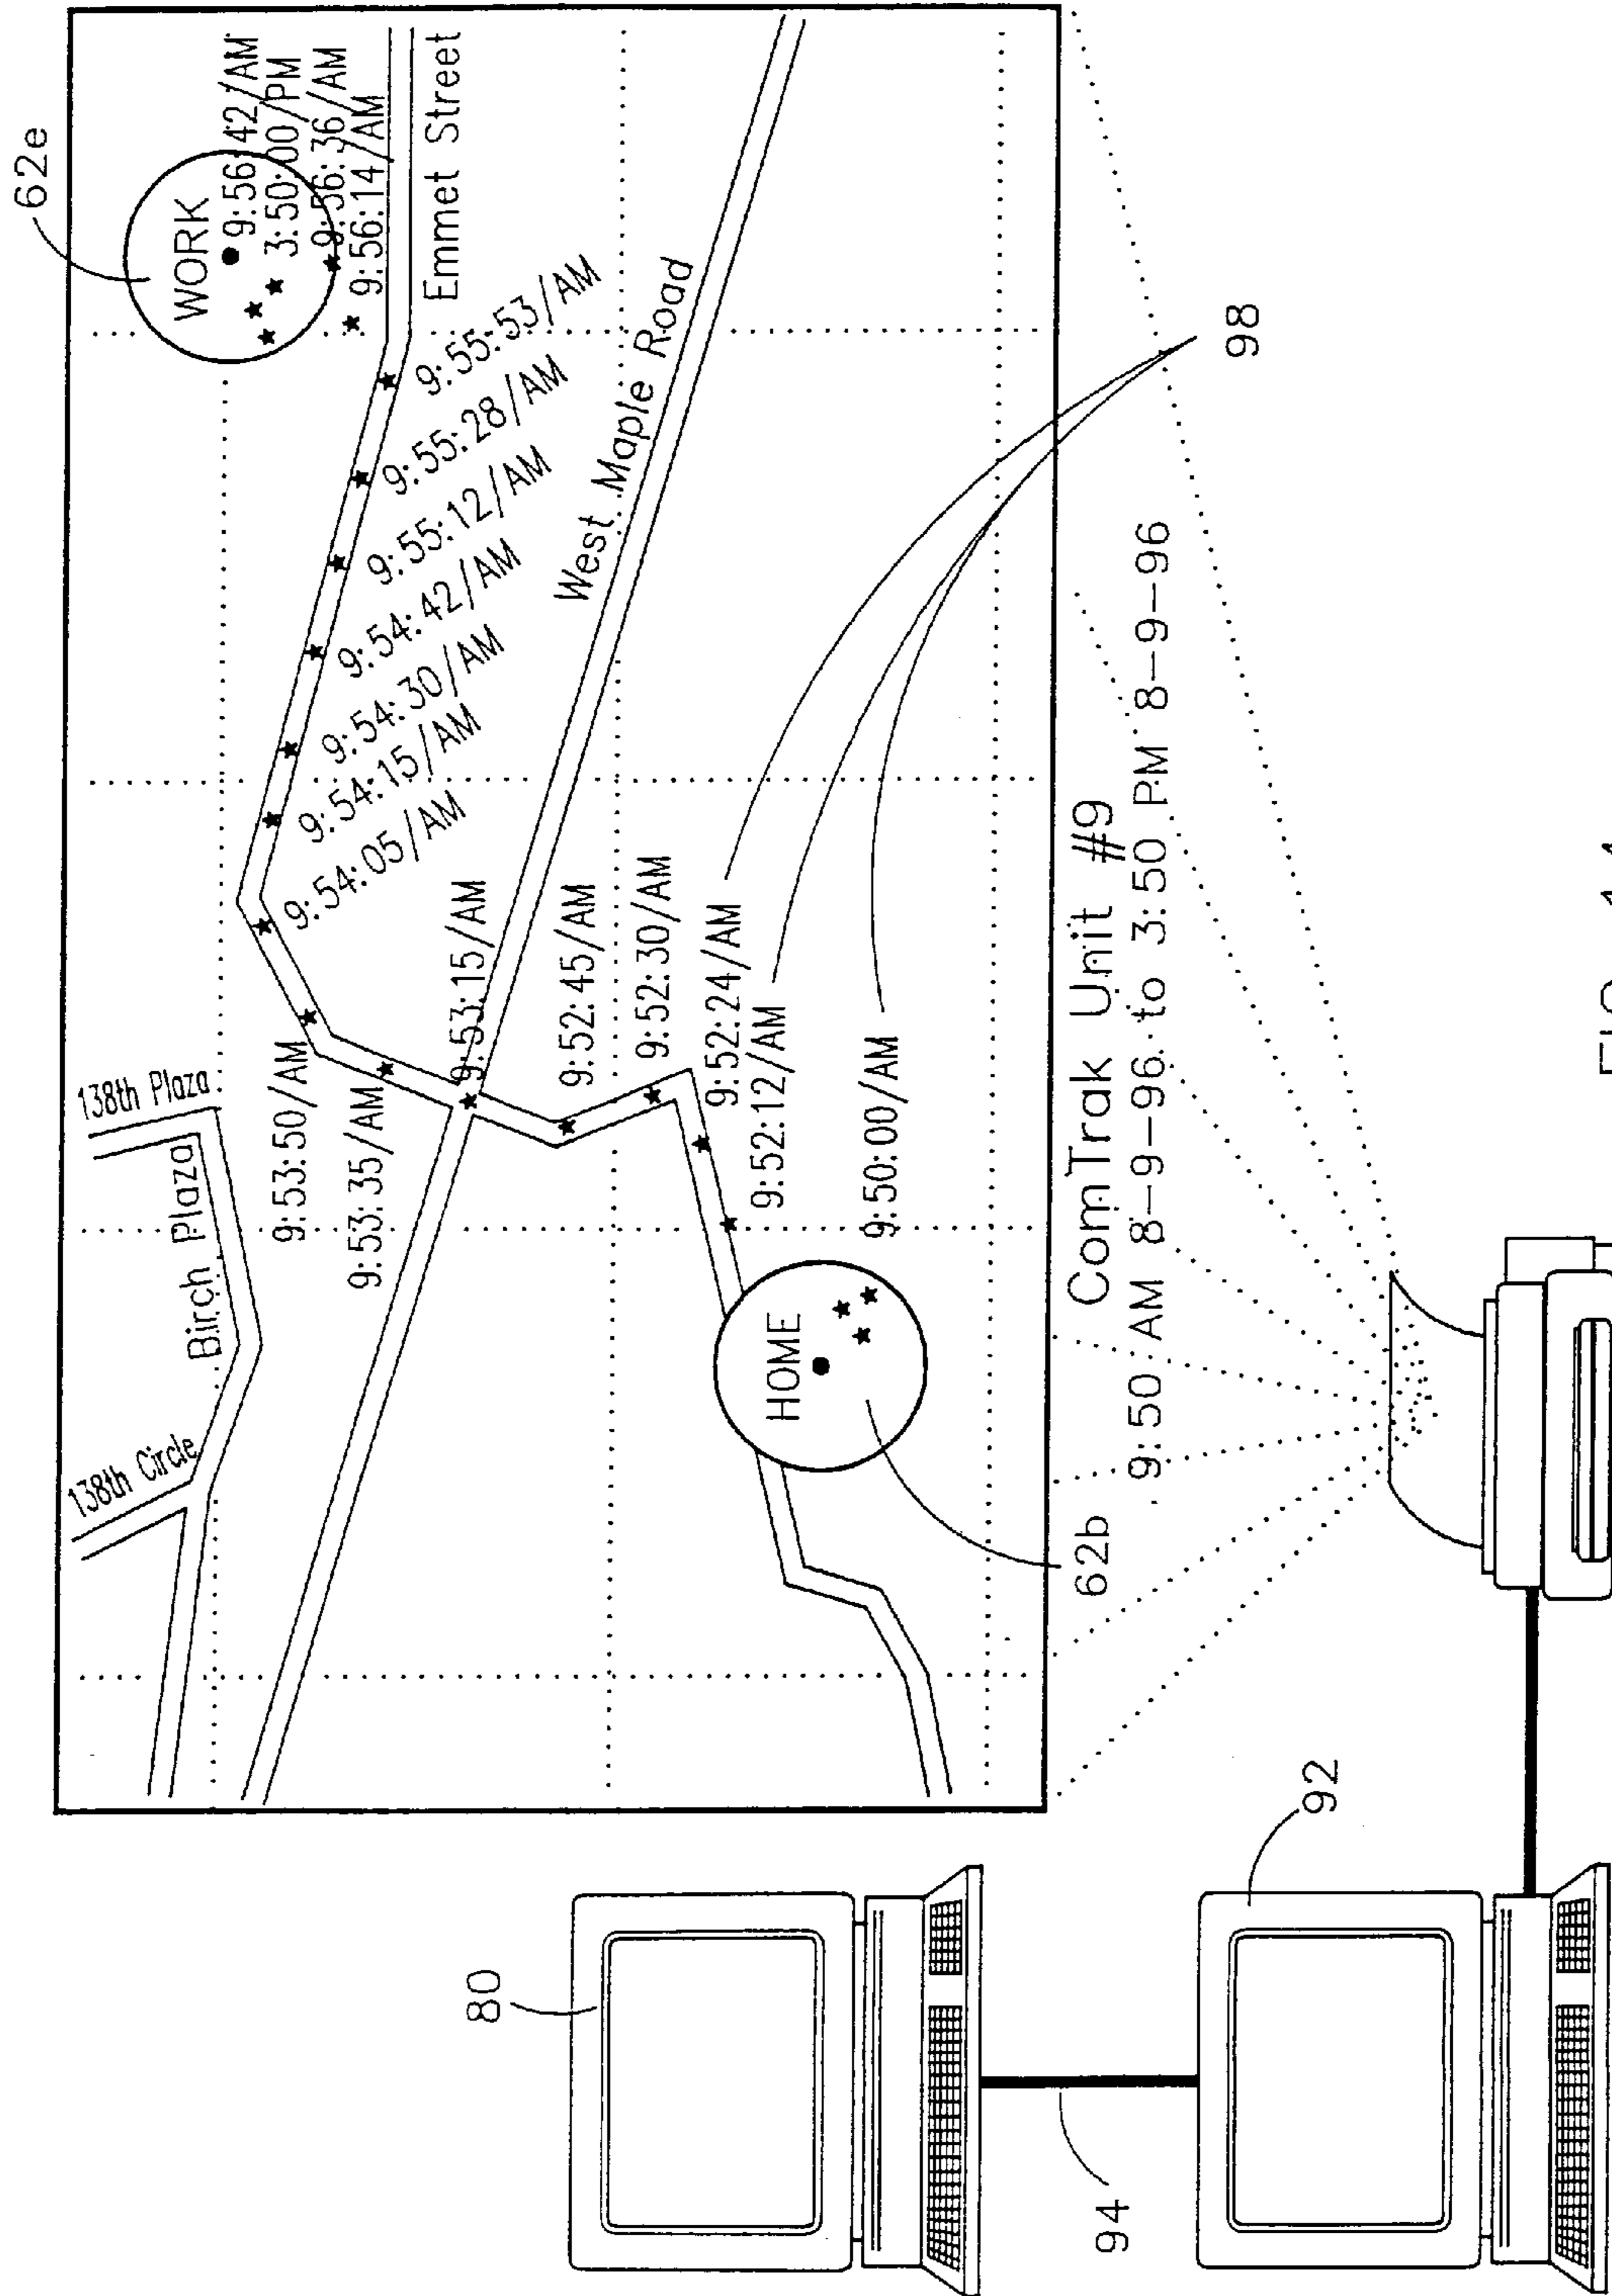 62e
138th Circle
138th Plaza
Birch Plaza
WORK
9:56:42/AM
3:50:00/PM
9:56:36/AM
9:56:14/AM
Emmet Street
9:53:50/AM
9:53:35/AM
9:54:05/AM
9:54:15/AM
9:54:30/AM
9:54:42/AM
9:55:12/AM
9:55:28/AM
9:55:53/AM
9:53:15/AM
9:52:45/AM
9:52:30/AM
9:52:24/AM
9:52:12/AM
9:50:00/AM
West Maple Road
HOME
98
62b
ComTrak Unit #9
9:50 AM 8-9-96 to 3:50 PM 8-9-96
80
94
92